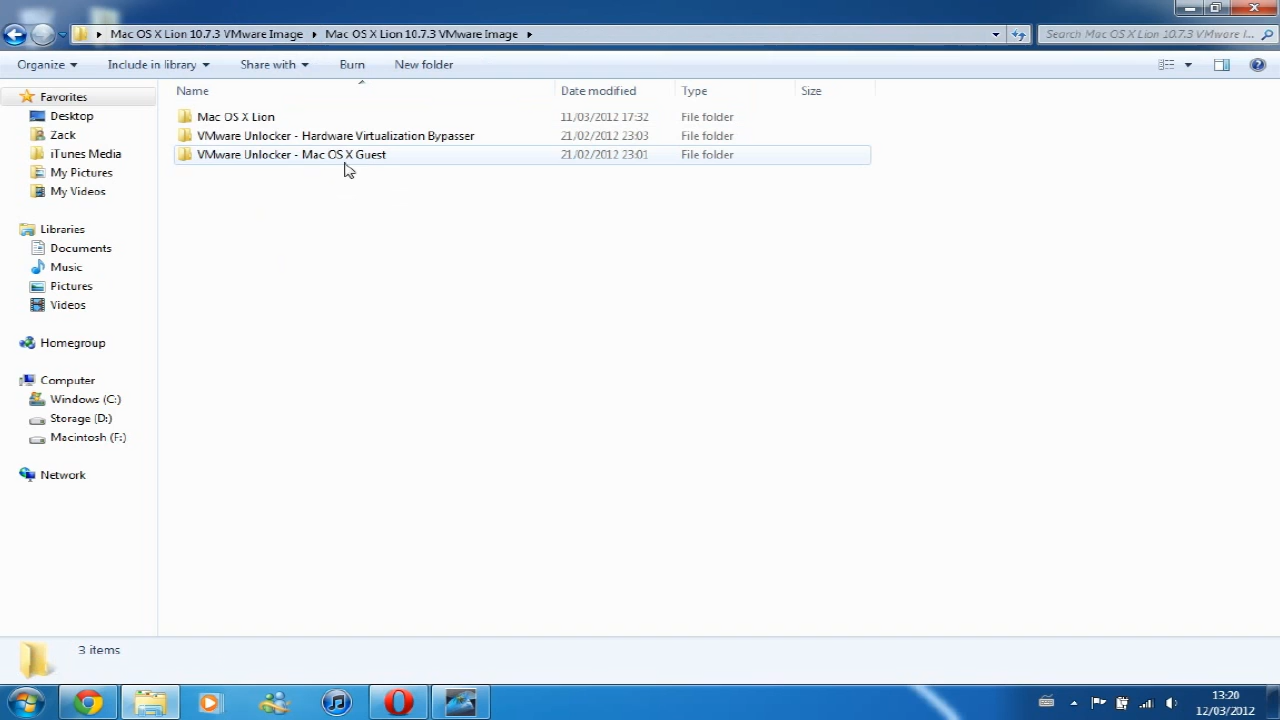 Mac OS X Lion 10.7.3 VMware Image Mac OS X Lion 10.7.3 VMware Image Search Mac OS X Lion 10.7.3 VMware I...
Organize Include in library Share with Burn New folder
Name Date modified Type Size
Favorites
Desktop
Zack
iTunes Media
My Pictures
My Videos
Libraries
Documents
Music
Pictures
Videos
Homegroup
Computer
Windows (C:)
Storage (D:)
Macintosh (F:)
Network
Mac OS X Lion 11/03/2012 17:32 File folder
VMware Unlocker - Hardware Virtualization Bypasser 21/02/2012 23:03 File folder
VMware Unlocker - Mac OS X Guest 21/02/2012 23:01 File folder
3 items
13:20
12/03/2012